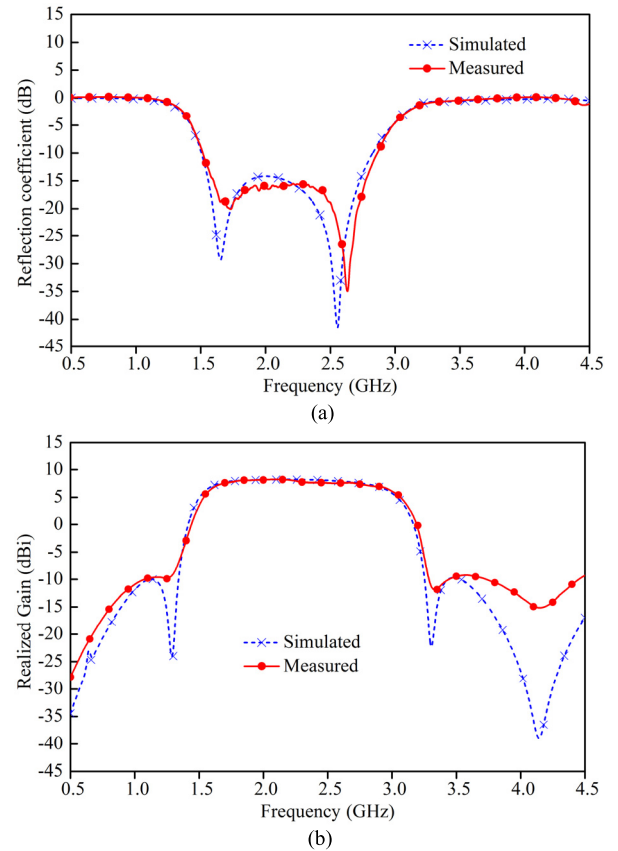 Simulated
Measured
Reflection coefficient (dB)
15
10
5
0
-5
-10
-15
-20
-25
-30
-35
-40
-45
0.5 1.0 1.5 2.0 2.5 3.0 3.5 4.0 4.5
Frequency (GHz)
(a)
Realized Gain (dBi)
15
10
5
0
-5
-10
-15
-20
-25
-30
-35
-40
-45
Simulated
Measured
0.5 1.0 1.5 2.0 2.5 3.0 3.5 4.0 4.5
Frequency (GHz)
(b)